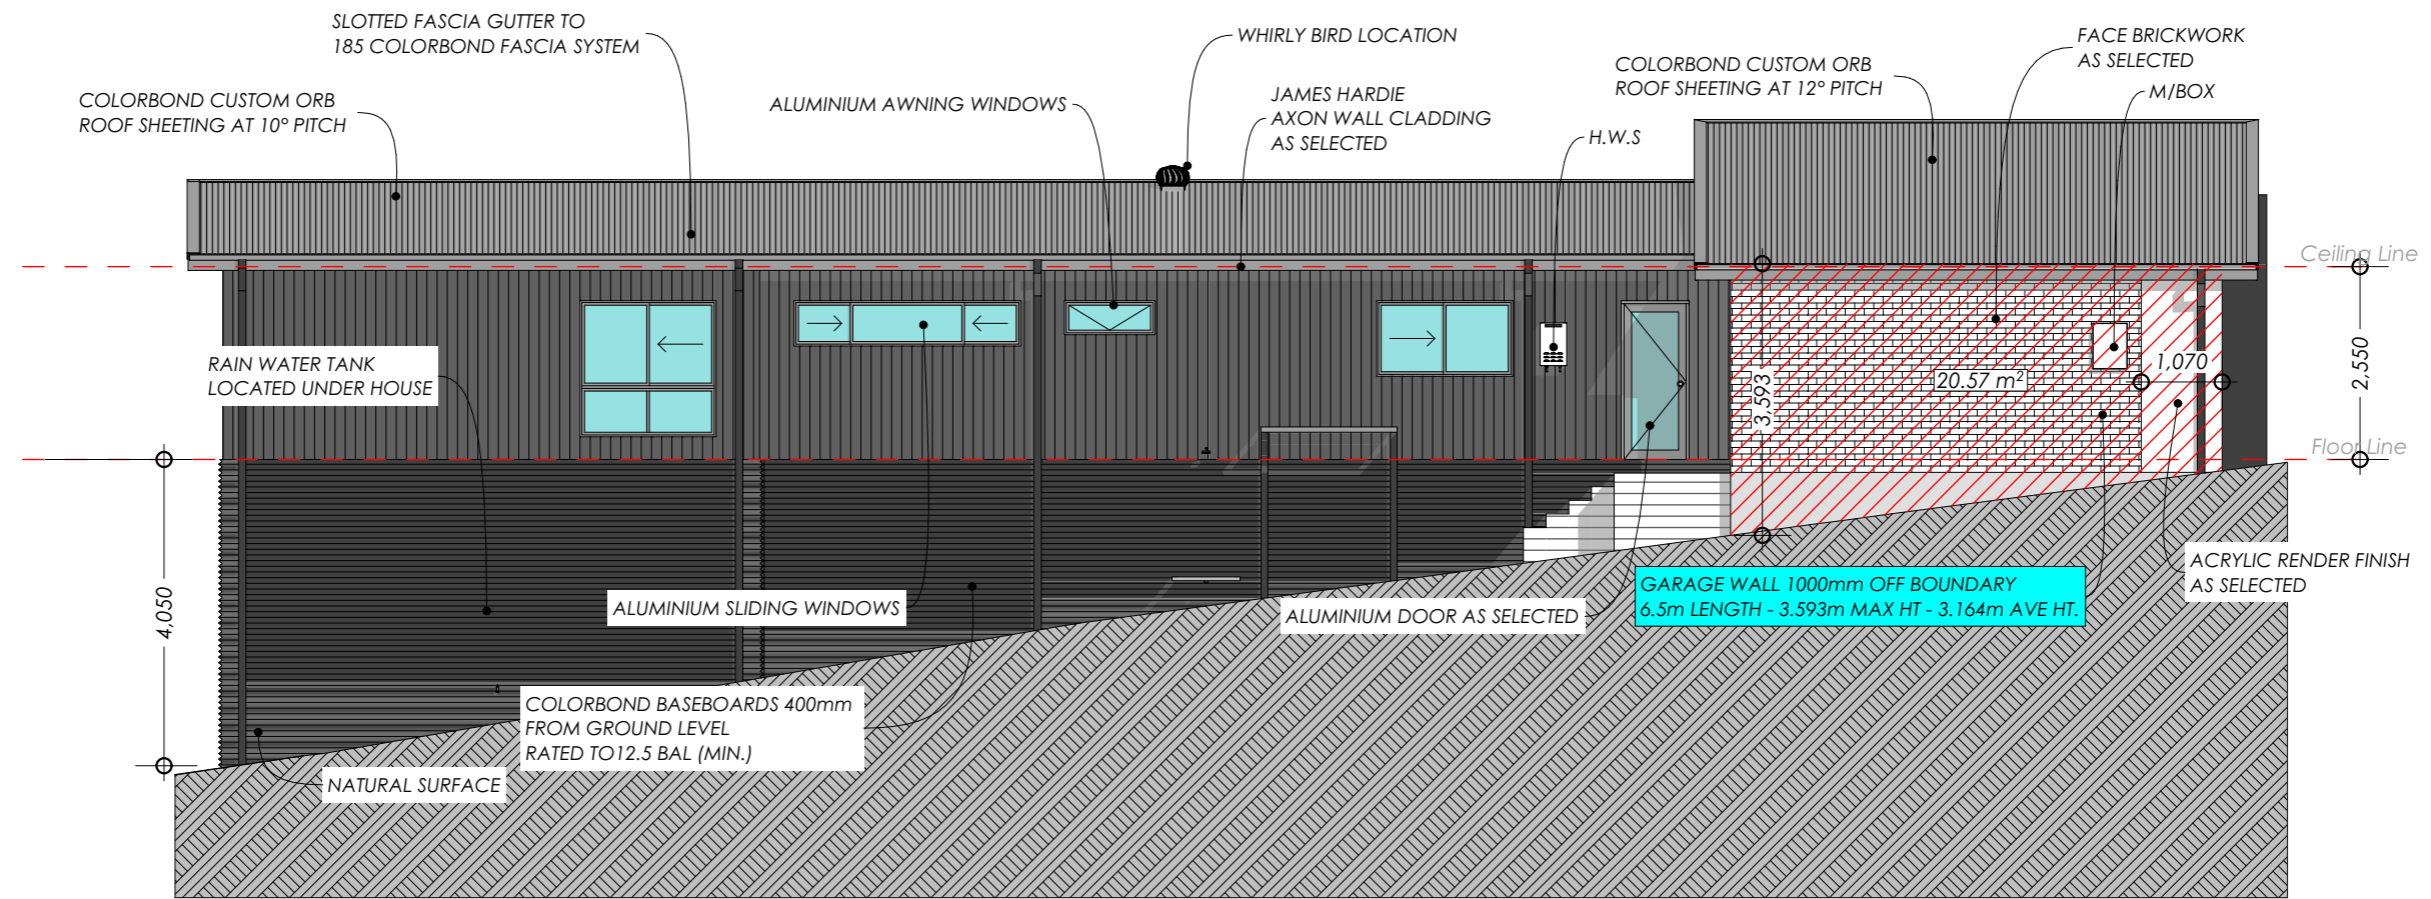 SLOTTED FASCIA GUTTER TO
185 COLORBOND FASCIA SYSTEM
WHIRLY BIRD LOCATION
FACE BRICKWORK
AS SELECTED
COLORBOND CUSTOM ORB
ROOF SHEETING AT 12° PITCH
M/BOX
COLORBOND CUSTOM ORB
ROOF SHEETING AT 10° PITCH
ALUMINIUM AWNING WINDOWS
JAMES HARDIE
AXON WALL CLADDING
AS SELECTED
H.W.S
Ceiling Line
RAIN WATER TANK
LOCATED UNDER HOUSE
3,593
20.57 m²
1,070
2,550
Floor Line
4,050
ALUMINIUM SLIDING WINDOWS
ALUMINIUM DOOR AS SELECTED
GARAGE WALL 1000mm OFF BOUNDARY
6.5m LENGTH - 3.593m MAX HT - 3.164m AVE HT.
ACRYLIC RENDER FINISH
AS SELECTED
COLORBOND BASEBOARDS 400mm
FROM GROUND LEVEL
RATED TO12.5 BAL (MIN.)
NATURAL SURFACE